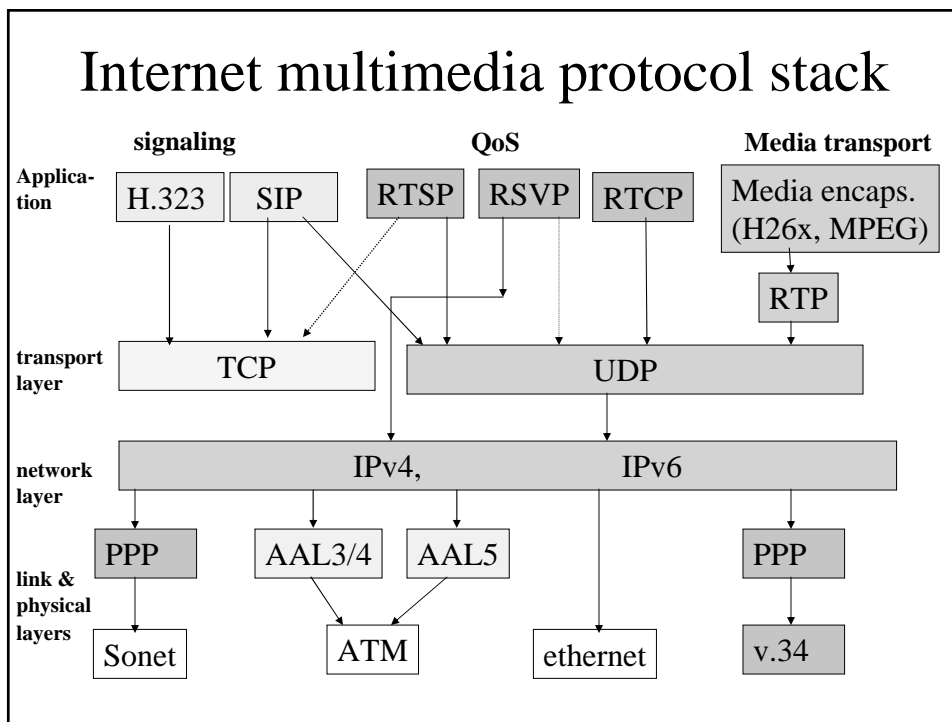 Internet multimedia protocol stack
signaling
QoS
Media transport
Applica-
tion
H.323
SIP
RTSP
RSVP
RTCP
Media encaps.
(H26x, MPEG)
RTP
transport
layer
TCP
UDP
network
layer
IPv4,
IPv6
link &
physical
layers
PPP
AAL3/4
AAL5
PPP
Sonet
ATM
ethernet
v.34